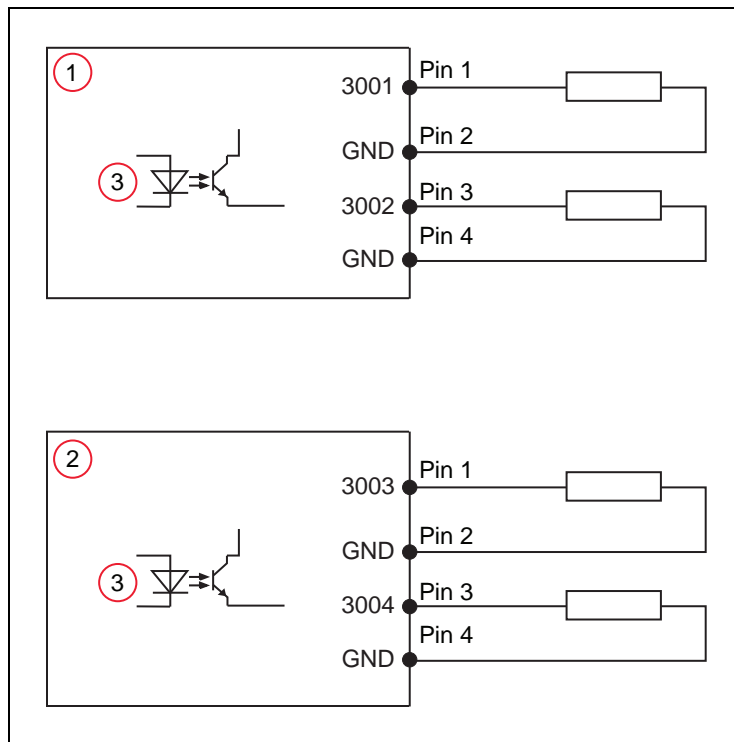 1
3001
Pin 1
GND
Pin 2
3
3002
Pin 3
GND
Pin 4
2
3003
Pin 1
GND
Pin 2
3
3004
Pin 3
GND
Pin 4